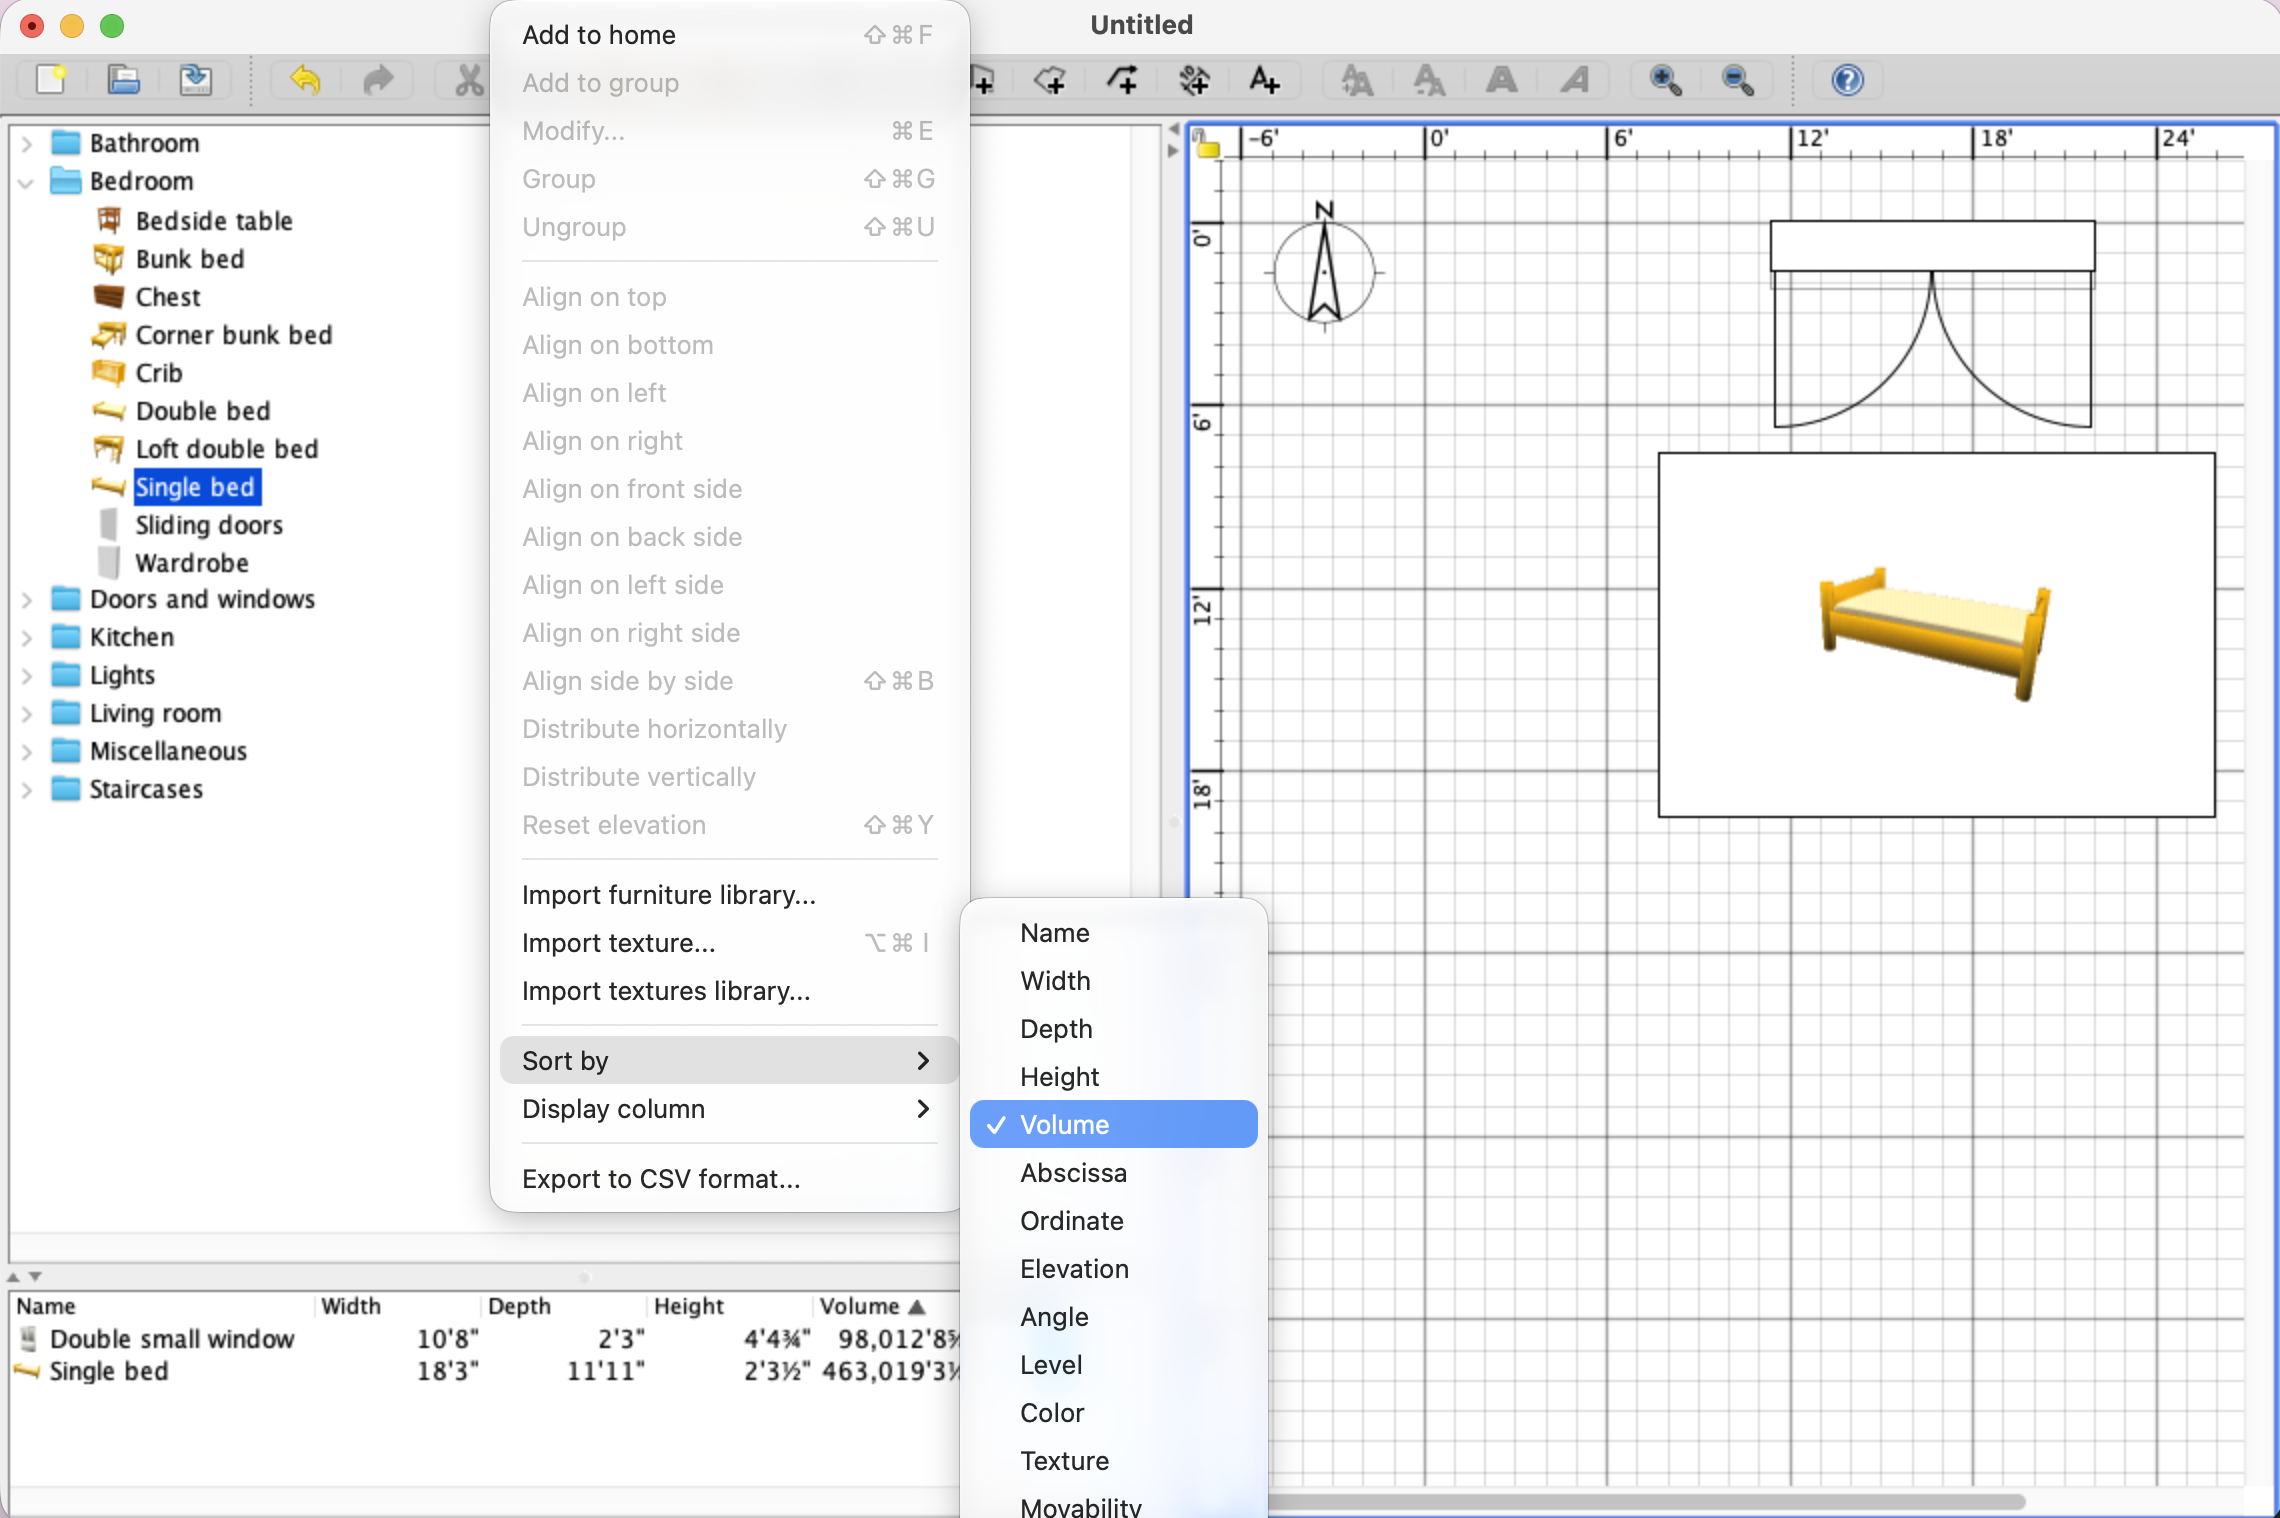 Untitled
Add to home ⇧⌘F
Add to group
Modify... ⌘E
Group ⇧⌘G
Ungroup ⇧⌘U
Align on top
Align on bottom
Align on left
Align on right
Align on front side
Align on back side
Align on left side
Align on right side
Align side by side ⇧⌘B
Distribute horizontally
Distribute vertically
Reset elevation ⇧⌘Y
Import furniture library...
Import texture... ⌥⌘I
Import textures library...
Sort by
Display column
Export to CSV format...
Name
Width
Depth
Height
✓ Volume
Abscissa
Ordinate
Elevation
Angle
Level
Color
Texture
Movability
Bathroom
Bedroom
Bedside table
Bunk bed
Chest
Corner bunk bed
Crib
Double bed
Loft double bed
Single bed
Sliding doors
Wardrobe
Doors and windows
Kitchen
Lights
Living room
Miscellaneous
Staircases
-6' 0' 6' 12' 18' 24'
N
0'
6'
12'
18'
Name Width Depth Height Volume ▲
Double small window 10'8" 2'3" 4'4¾" 98,012'8⅝
Single bed 18'3" 11'11" 2'3½" 463,019'3